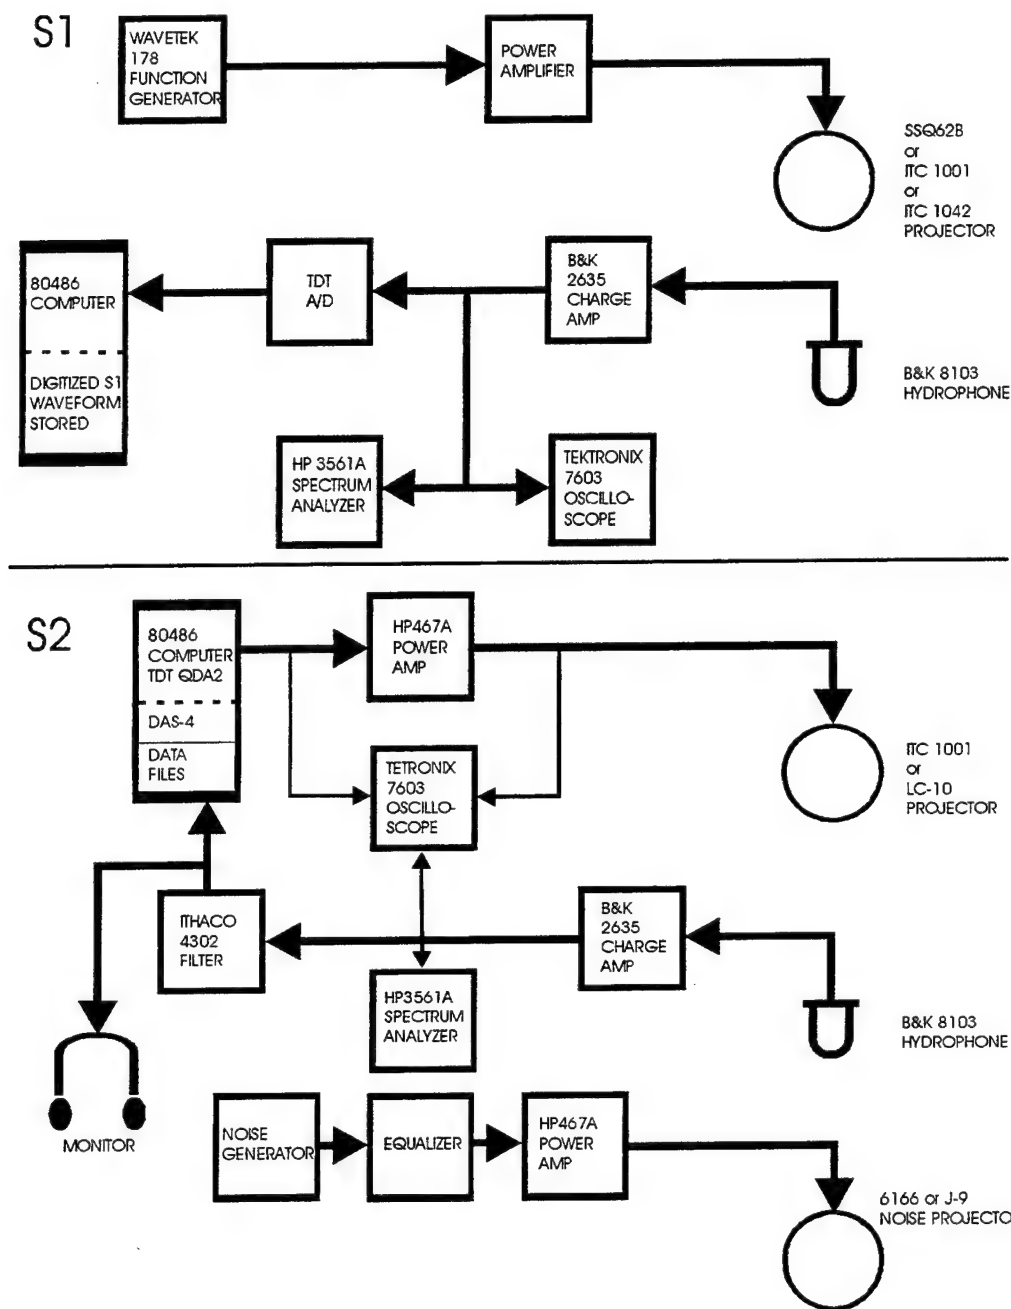 S1
WAVETEK
178
FUNCTION
GENERATOR
POWER
AMPLIFIER
SSQ62B
or
ITC 1001
or
ITC 1042
PROJECTOR
80486
COMPUTER
DIGITIZED S1
WAVEFORM
STORED
TDT
A/D
B&K
2635
CHARGE
AMP
B&K 8103
HYDROPHONE
HP 3561A
SPECTRUM
ANALYZER
TEKTRONIX
7603
OSCILLO-
SCOPE
S2
80486
COMPUTER
TDT QDA2
DAS-4
DATA
FILES
HP467A
POWER
AMP
TETRONIX
7603
OSCILLO-
SCOPE
ITC 1001
or
LC-10
PROJECTOR
ITHACO
4302
FILTER
B&K
2635
CHARGE
AMP
HP3561A
SPECTRUM
ANALYZER
B&K 8103
HYDROPHONE
MONITOR
NOISE
GENERATOR
EQUALIZER
HP467A
POWER
AMP
6166 or J-9
NOISE PROJECTO